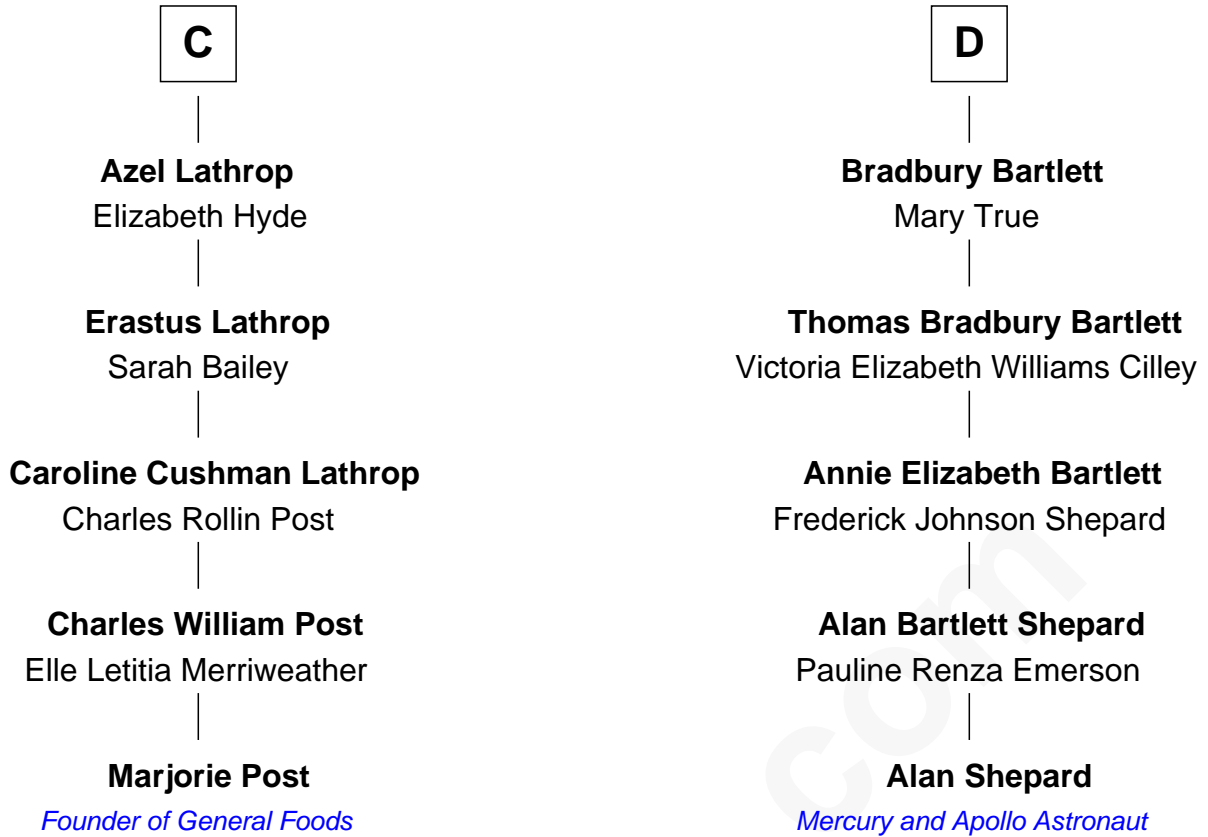 C
Azel Lathrop
Elizabeth Hyde
Erastus Lathrop
Sarah Bailey
Caroline Cushman Lathrop
Charles Rollin Post
Charles William Post
Elle Letitia Merriweather
Marjorie Post
Founder of General Foods
D
Bradbury Bartlett
Mary True
Thomas Bradbury Bartlett
Victoria Elizabeth Williams Cilley
Annie Elizabeth Bartlett
Frederick Johnson Shepard
Alan Bartlett Shepard
Pauline Renza Emerson
Alan Shepard
Mercury and Apollo Astronaut
com